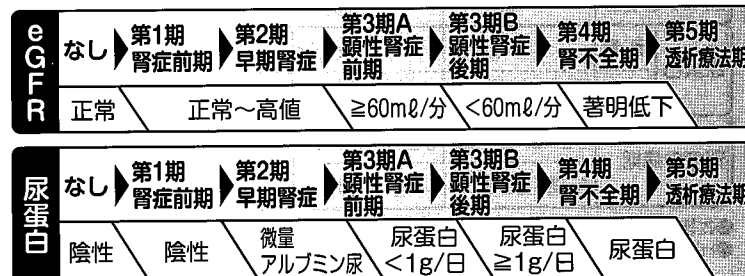 eGFR
なし 第1期 腎症前期 第2期 早期腎症 第3期A 顕性腎症 前期 第3期B 顕性腎症 後期 第4期 腎不全期 第5期 透析療法期
正常 正常～高値 ≧60mℓ/分 <60mℓ/分 著明低下
尿蛋白
なし 第1期 腎症前期 第2期 早期腎症 第3期A 顕性腎症 前期 第3期B 顕性腎症 後期 第4期 腎不全期 第5期 透析療法期
陰性 陰性 微量 アルブミン尿 尿蛋白 <1g/日 尿蛋白 ≧1g/日 尿蛋白